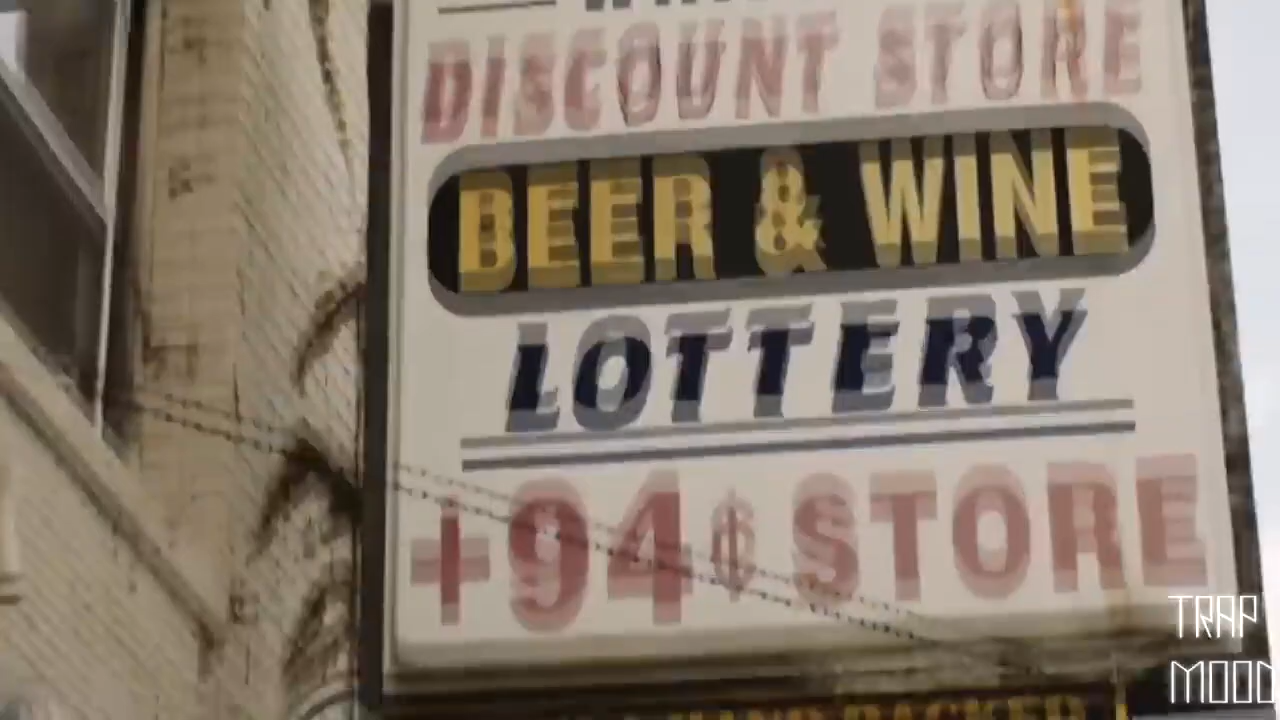 DISCOUNT STORE
BEER & WINE
LOTTERY
+94¢ STORE
TRAP
MOOD